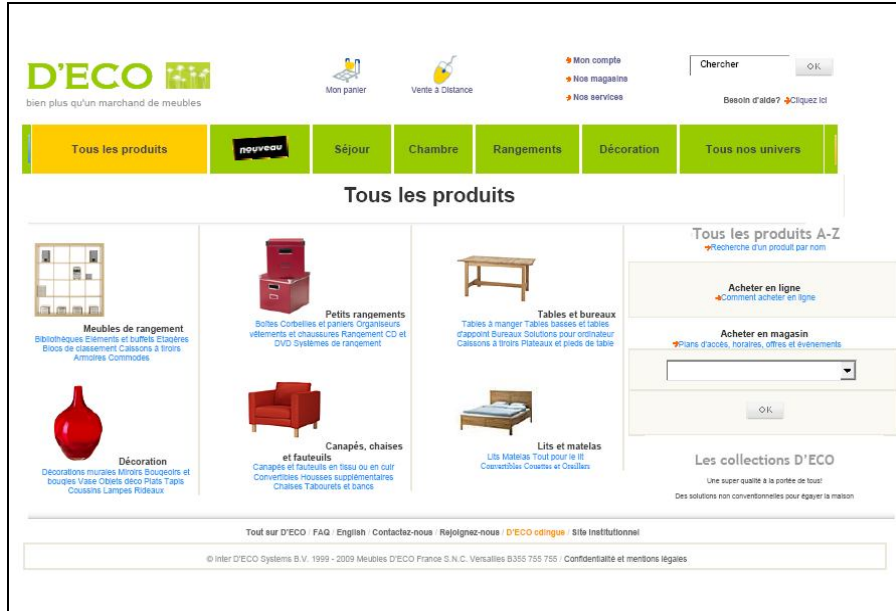 D'ECO
bien plus qu'un marchand de meubles
Mon panier
Vente à Distance
Mon compte
Nos magasins
Nos services
Chercher
OK
Besoin d'aide? Cliquez ici
Tous les produits
nouveau
Séjour
Chambre
Rangements
Décoration
Tous nos univers
Tous les produits
Meubles de rangement
Bibliothèques Eléments et buffets Etagères
Blocs de classement Caissons à tiroirs
Armoires Commodes
Petits rangements
Boîtes Corbeilles et paniers Organiseurs
vêtements et chaussures Rangement CD et
DVD Systèmes de rangement
Tables et bureaux
Tables à manger Tables basses et tables
d'appoint Bureaux Solutions pour ordinateur
Caissons à tiroirs Plateaux et pieds de table
Tous les produits A-Z
Recherche d'un produit par nom
Acheter en ligne
Comment acheter en ligne
Acheter en magasin
Plans d'accès, horaires, offres et événements
OK
Décoration
Décorations murales Miroirs Bougeoirs et
bougies Vase Objets déco Plats Tapis
Coussins Lampes Rideaux
Canapés, chaises
et fauteuils
Canapés et fauteuils en tissu ou en cuir
Convertibles Housses supplémentaires
Chaises Tabourets et bancs
Lits et matelas
Lits Matelas Tout pour le lit
Convertibles Couettes et Oreillers
Les collections D'ECO
Une super qualité à la portée de tous!
Des solutions non conventionnelles pour égayer la maison
Tout sur D'ECO / FAQ / English / Contactez-nous / Rejoignez-nous / D'ECO cdingue / Site Institutionnel
© Inter D'ECO Systems B.V. 1999 - 2009 Meubles D'ECO France S.N.C. Versailles B355 755 755 / Confidentialité et mentions légales